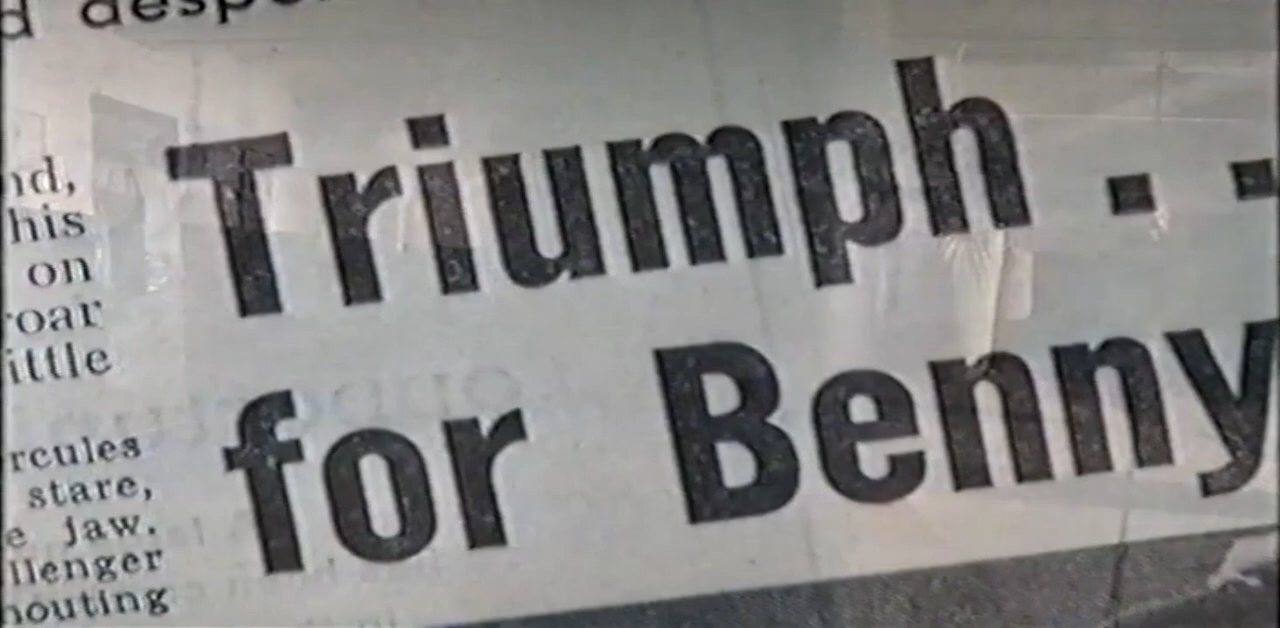 nd,
his
on
roar
ittle
rcules
stare,
e jaw.
llenger
houting
Triumph . .
for Benny